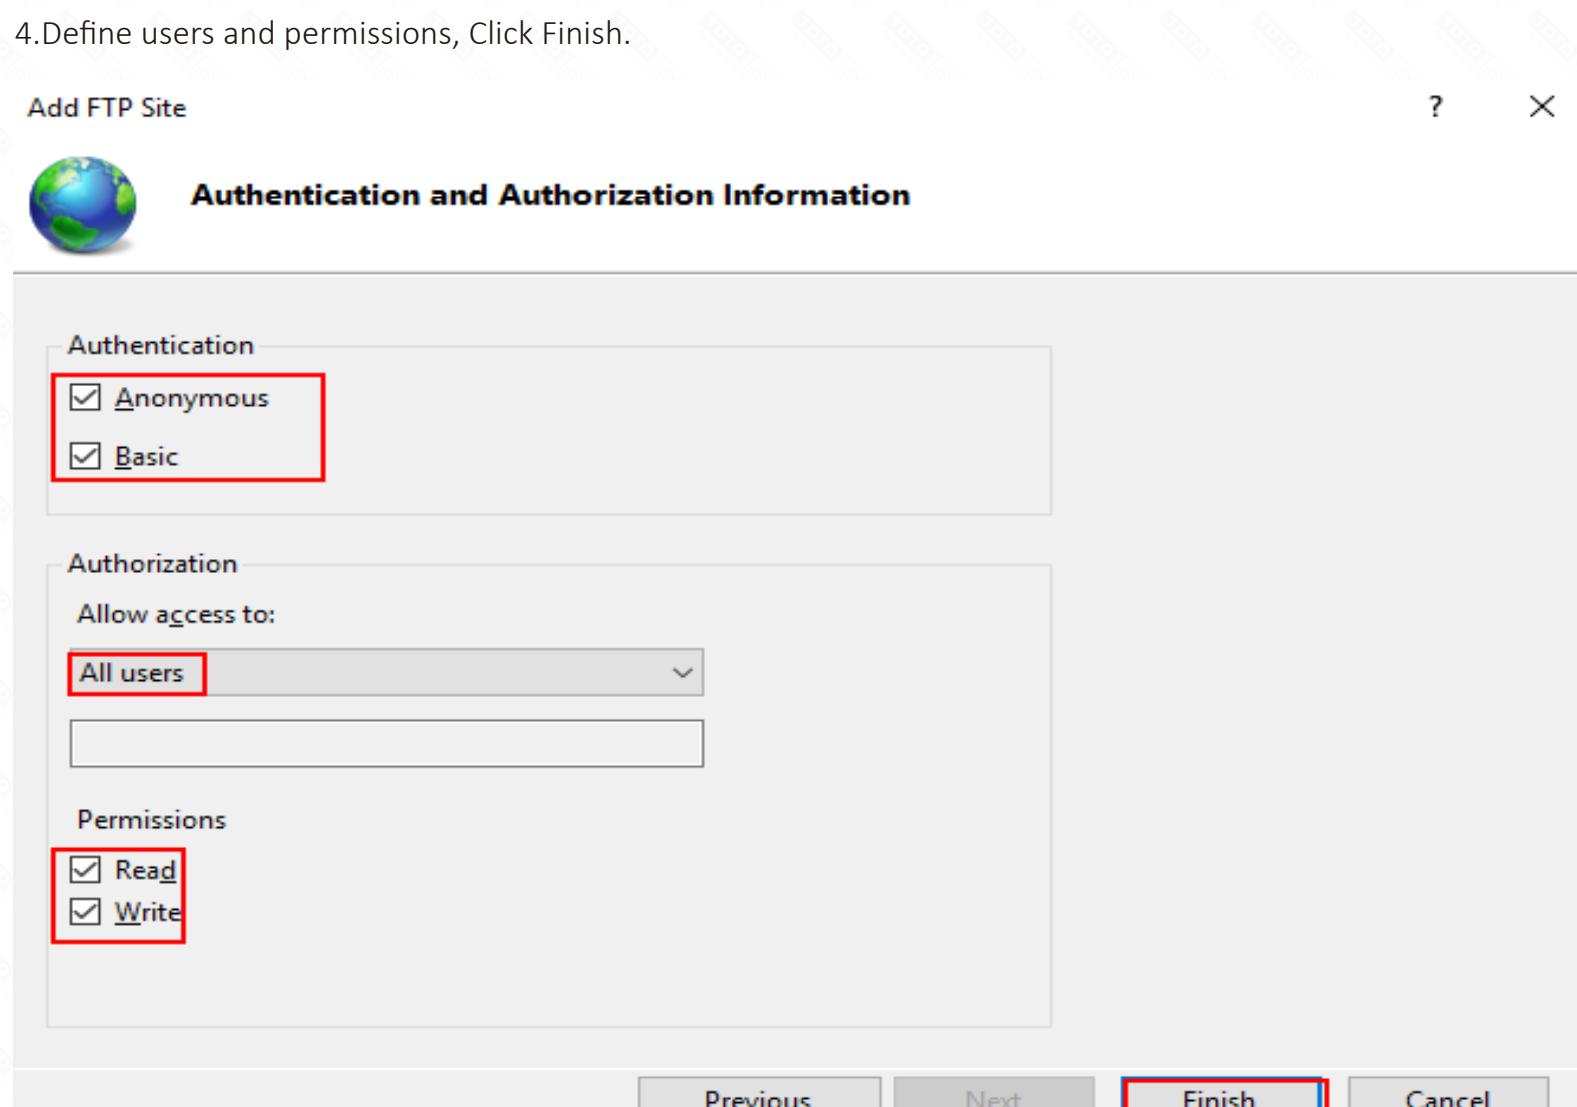 4.Define users and permissions, Click Finish.
Add FTP Site
?
Authentication and Authorization Information
Authentication
Anonymous
Basic
Authorization
Allow access to:
All users
Permissions
Read
Write
Previous Next Finish Cancel